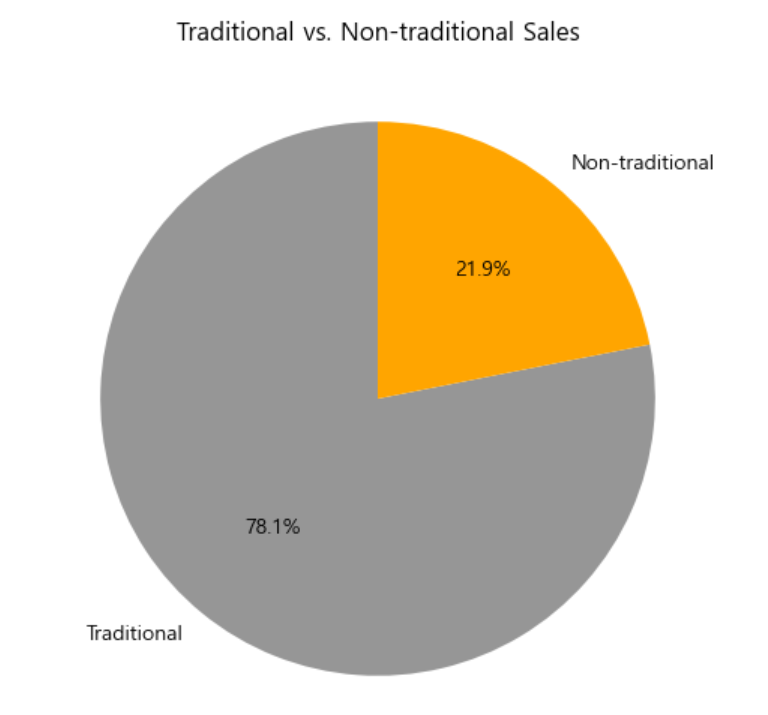 Traditional vs. Non-traditional Sales
Non-traditional
21.9%
78.1%
Traditional